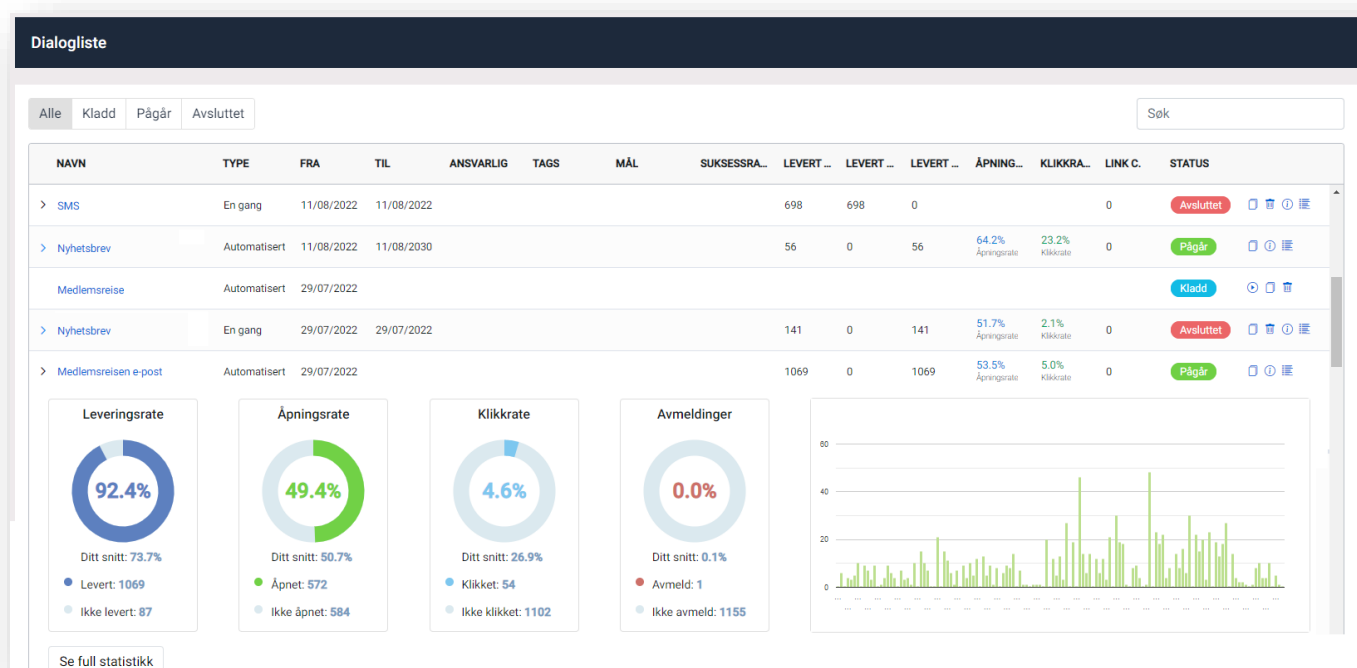 Dialogliste
Alle Kladd Pågår Avsluttet Søk
NAVN TYPE FRA TIL ANSVARLIG TAGS MÅL SUKSESSRA... LEVERT ... LEVERT ... LEVERT ... ÅPNING... KLIKKRA... LINK C. STATUS
SMS En gang 11/08/2022 11/08/2022 698 698 0 0 Avsluttet
Nyhetsbrev Automatisert 11/08/2022 11/08/2030 56 0 56 64.2% 23.2% 0 Pågår
Åpningsrate Klikkrate
Medlemsreise Automatisert 29/07/2022 Kladd
Nyhetsbrev En gang 29/07/2022 29/07/2022 141 0 141 51.7% 2.1% 0 Avsluttet
Åpningsrate Klikkrate
Medlemsreisen e-post Automatisert 29/07/2022 1069 0 1069 53.5% 5.0% 0 Pågår
Åpningsrate Klikkrate
Leveringsrate
92.4%
Ditt snitt: 73.7%
Levert: 1069
Ikke levert: 87
Åpningsrate
49.4%
Ditt snitt: 50.7%
Åpnet: 572
Ikke åpnet: 584
Klikkrate
4.6%
Ditt snitt: 26.9%
Klikket: 54
Ikke klikket: 1102
Avmeldinger
0.0%
Ditt snitt: 0.1%
Avmeld: 1
Ikke avmeld: 1155
60
40
20
0
... ... ... ... ... ... ... ... ... ... ... ... ... ... ... ... ... ... ... ... ... ... ...
... ... ... ... ... ... ... ... ... ... ... ... ... ... ... ... ... ... ... ... ... ...
Se full statistikk